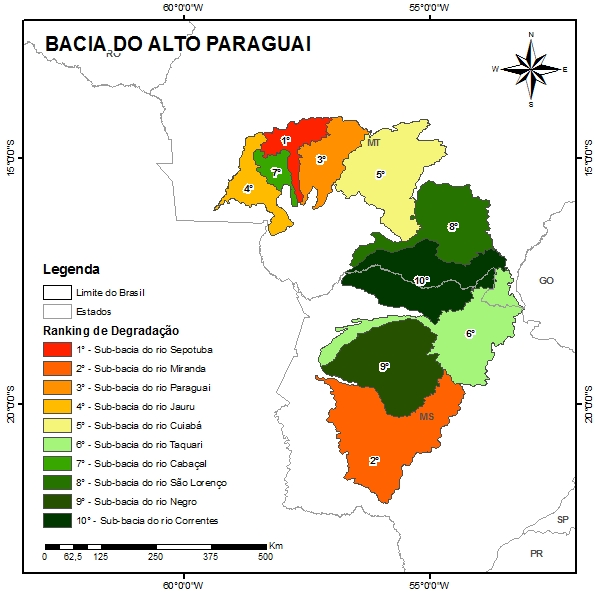 60°0'0"W
55°0'0"W
BACIA DO ALTO PARAGUAI
RO
N
W
E
S
15°0'0"S
15°0'0"S
1°
MT
3°
7°
5°
4°
8°
Legenda
Limite do Brasil
Estados
Ranking de Degradação
1° - Sub-bacia do rio Sepotuba
2° - Sub-bacia do rio Miranda
3° - Sub-bacia do rio Paraguai
4° - Sub-bacia do rio Jauru
5° - Sub-bacia do rio Cuiabá
6° - Sub-bacia do rio Taquari
7° - Sub-bacia do rio Cabaçal
8° - Sub-bacia do rio São Lorenço
9° - Sub-bacia do rio Negro
10° - Sub-bacia do rio Correntes
10°
GO
6°
9°
20°0'0"S
20°0'0"S
MS
2°
SP
PR
Km
0 62,5 125 250 375 500
60°0'0"W
55°0'0"W